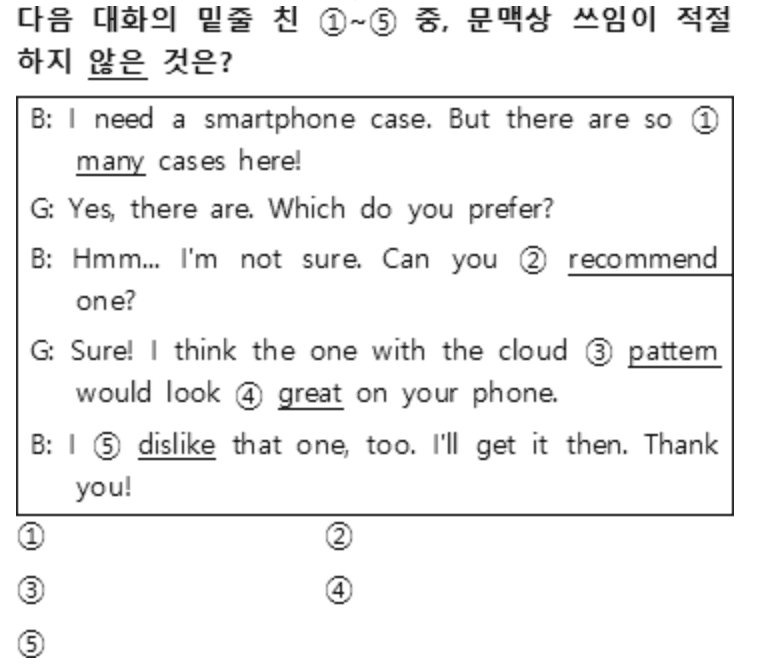 다음 대화의 밑줄 친 ①~⑤ 중, 문맥상 쓰임이 적절
하지 않은 것은?
B: I need a smartphone case. But there are so ①
many cases here!
G: Yes, there are. Which do you prefer?
B: Hmm... I'm not sure. Can you ② recommend
one?
G: Sure! I think the one with the cloud ③ pattern
would look ④ great on your phone.
B: I ⑤ dislike that one, too. I'll get it then. Thank
you!
① ②
③ ④
⑤